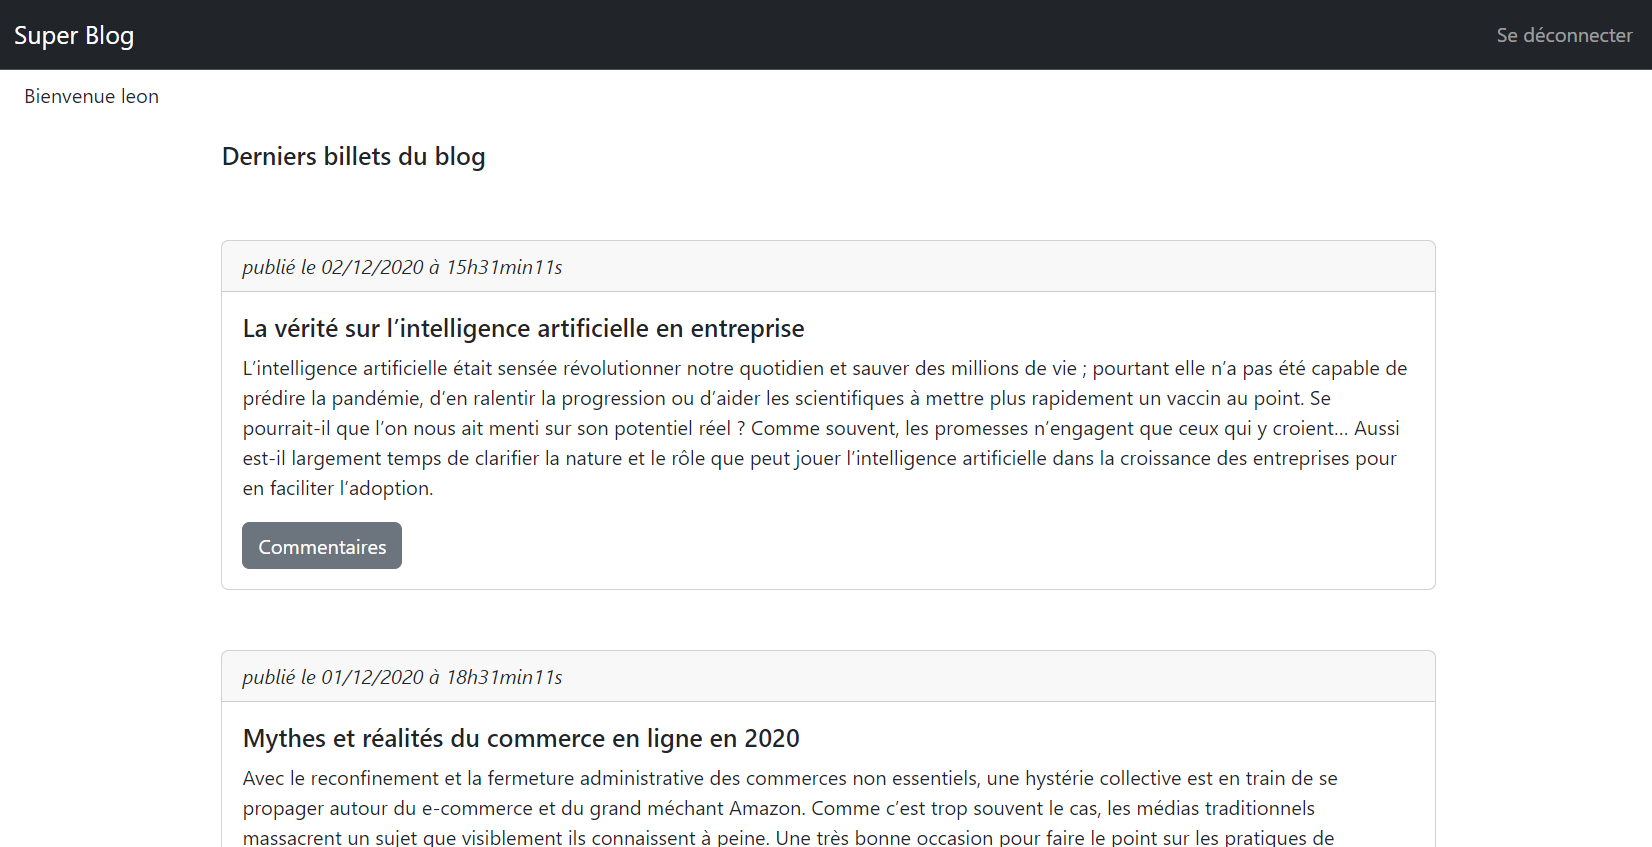 Super Blog
Se déconnecter
Bienvenue leon
Derniers billets du blog
publié le 02/12/2020 à 15h31min11s
La vérité sur l’intelligence artificielle en entreprise
L’intelligence artificielle était sensée révolutionner notre quotidien et sauver des millions de vie ; pourtant elle n’a pas été capable de
prédire la pandémie, d’en ralentir la progression ou d’aider les scientifiques à mettre plus rapidement un vaccin au point. Se
pourrait-il que l’on nous ait menti sur son potentiel réel ? Comme souvent, les promesses n’engagent que ceux qui y croient… Aussi
est-il largement temps de clarifier la nature et le rôle que peut jouer l’intelligence artificielle dans la croissance des entreprises pour
en faciliter l’adoption.
Commentaires
publié le 01/12/2020 à 18h31min11s
Mythes et réalités du commerce en ligne en 2020
Avec le reconfinement et la fermeture administrative des commerces non essentiels, une hystérie collective est en train de se
propager autour du e-commerce et du grand méchant Amazon. Comme c’est trop souvent le cas, les médias traditionnels
massacrent un sujet que visiblement ils connaissent à peine. Une très bonne occasion pour faire le point sur les pratiques de